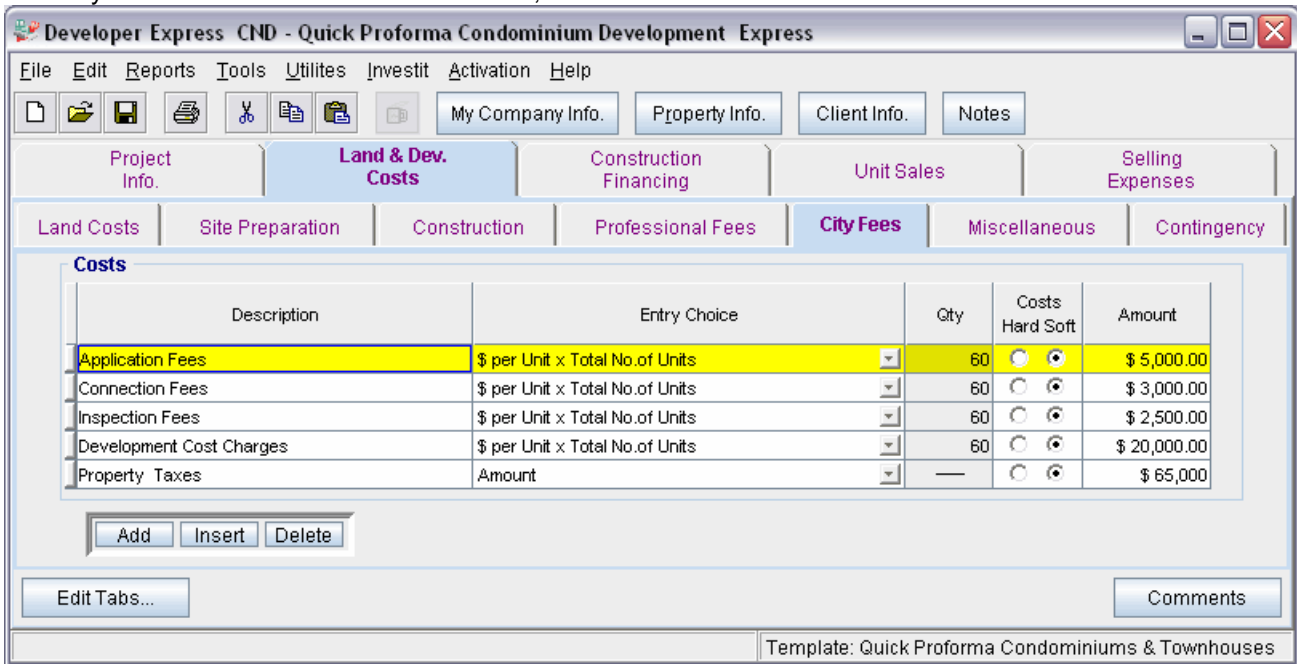 Developer Express CND - Quick Proforma Condominium Development Express
File Edit Reports Tools Utilites Investit Activation Help
My Company Info. Property Info. Client Info. Notes
Project Info. Land & Dev. Costs Construction Financing Unit Sales Selling Expenses
Land Costs Site Preparation Construction Professional Fees City Fees Miscellaneous Contingency
Costs
Description Entry Choice Qty Costs Hard Soft Amount
Application Fees $ per Unit x Total No.of Units 60 $ 5,000.00
Connection Fees $ per Unit x Total No.of Units 60 $ 3,000.00
Inspection Fees $ per Unit x Total No.of Units 60 $ 2,500.00
Development Cost Charges $ per Unit x Total No.of Units 60 $ 20,000.00
Property Taxes Amount — $ 65,000
Add Insert Delete
Edit Tabs... Comments
Template: Quick Proforma Condominiums & Townhouses